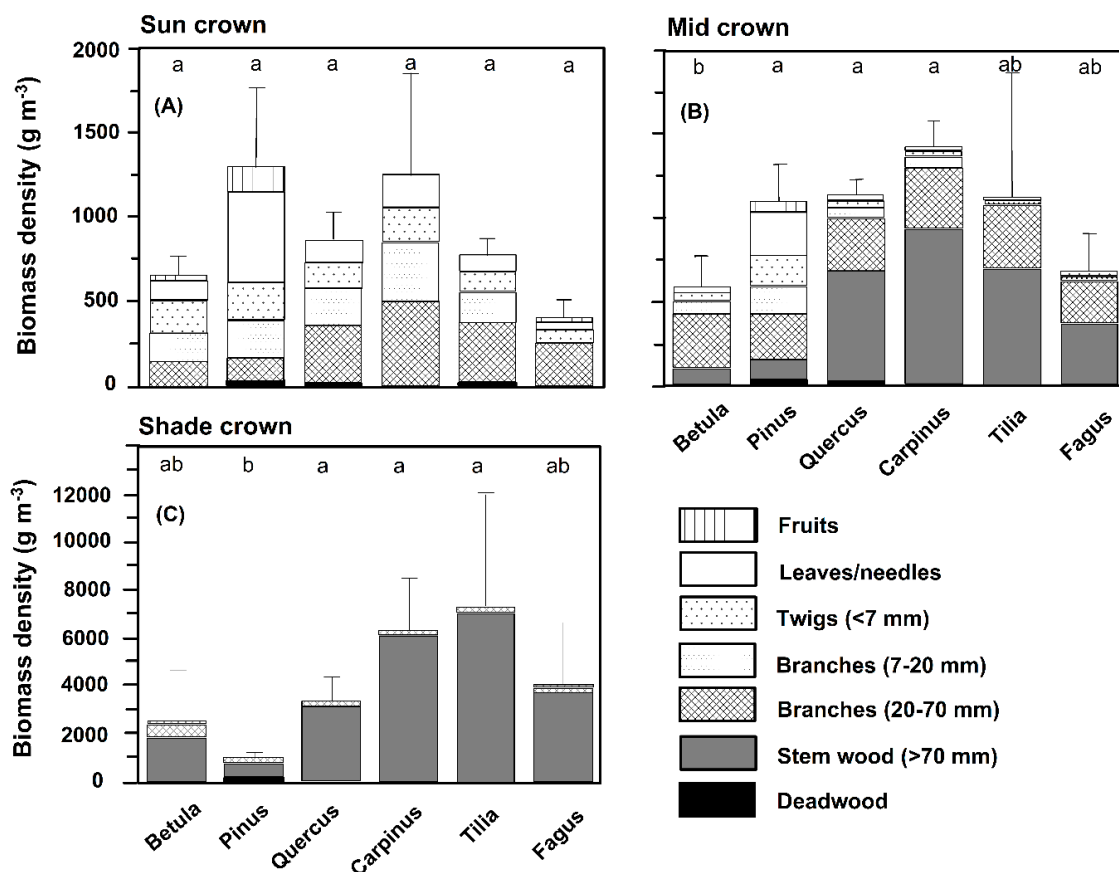 Sun crown
2000
1500
1000
500
0
Biomass density (g m-3)
a a a a a a
(A)
Mid crown
b a a a ab ab
(B)
Betula Pinus Quercus Carpinus Tilia Fagus
Shade crown
12000
10000
8000
6000
4000
2000
0
Biomass density (g m-3)
ab b a a a ab
(C)
Betula Pinus Quercus Carpinus Tilia Fagus
Fruits
Leaves/needles
Twigs (<7 mm)
Branches (7-20 mm)
Branches (20-70 mm)
Stem wood (>70 mm)
Deadwood